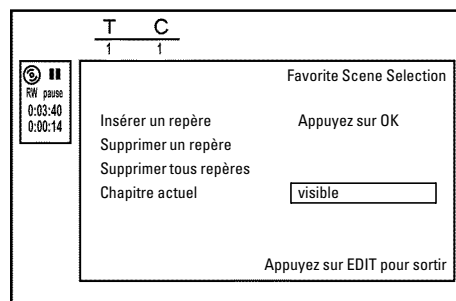 T C
1 1
RW pause
0:03:40
0:00:14
Favorite Scene Selection
Insérer un repère Appuyez sur OK
Supprimer un repère
Supprimer tous repères
Chapitre actuel visible
Appuyez sur EDIT pour sortir